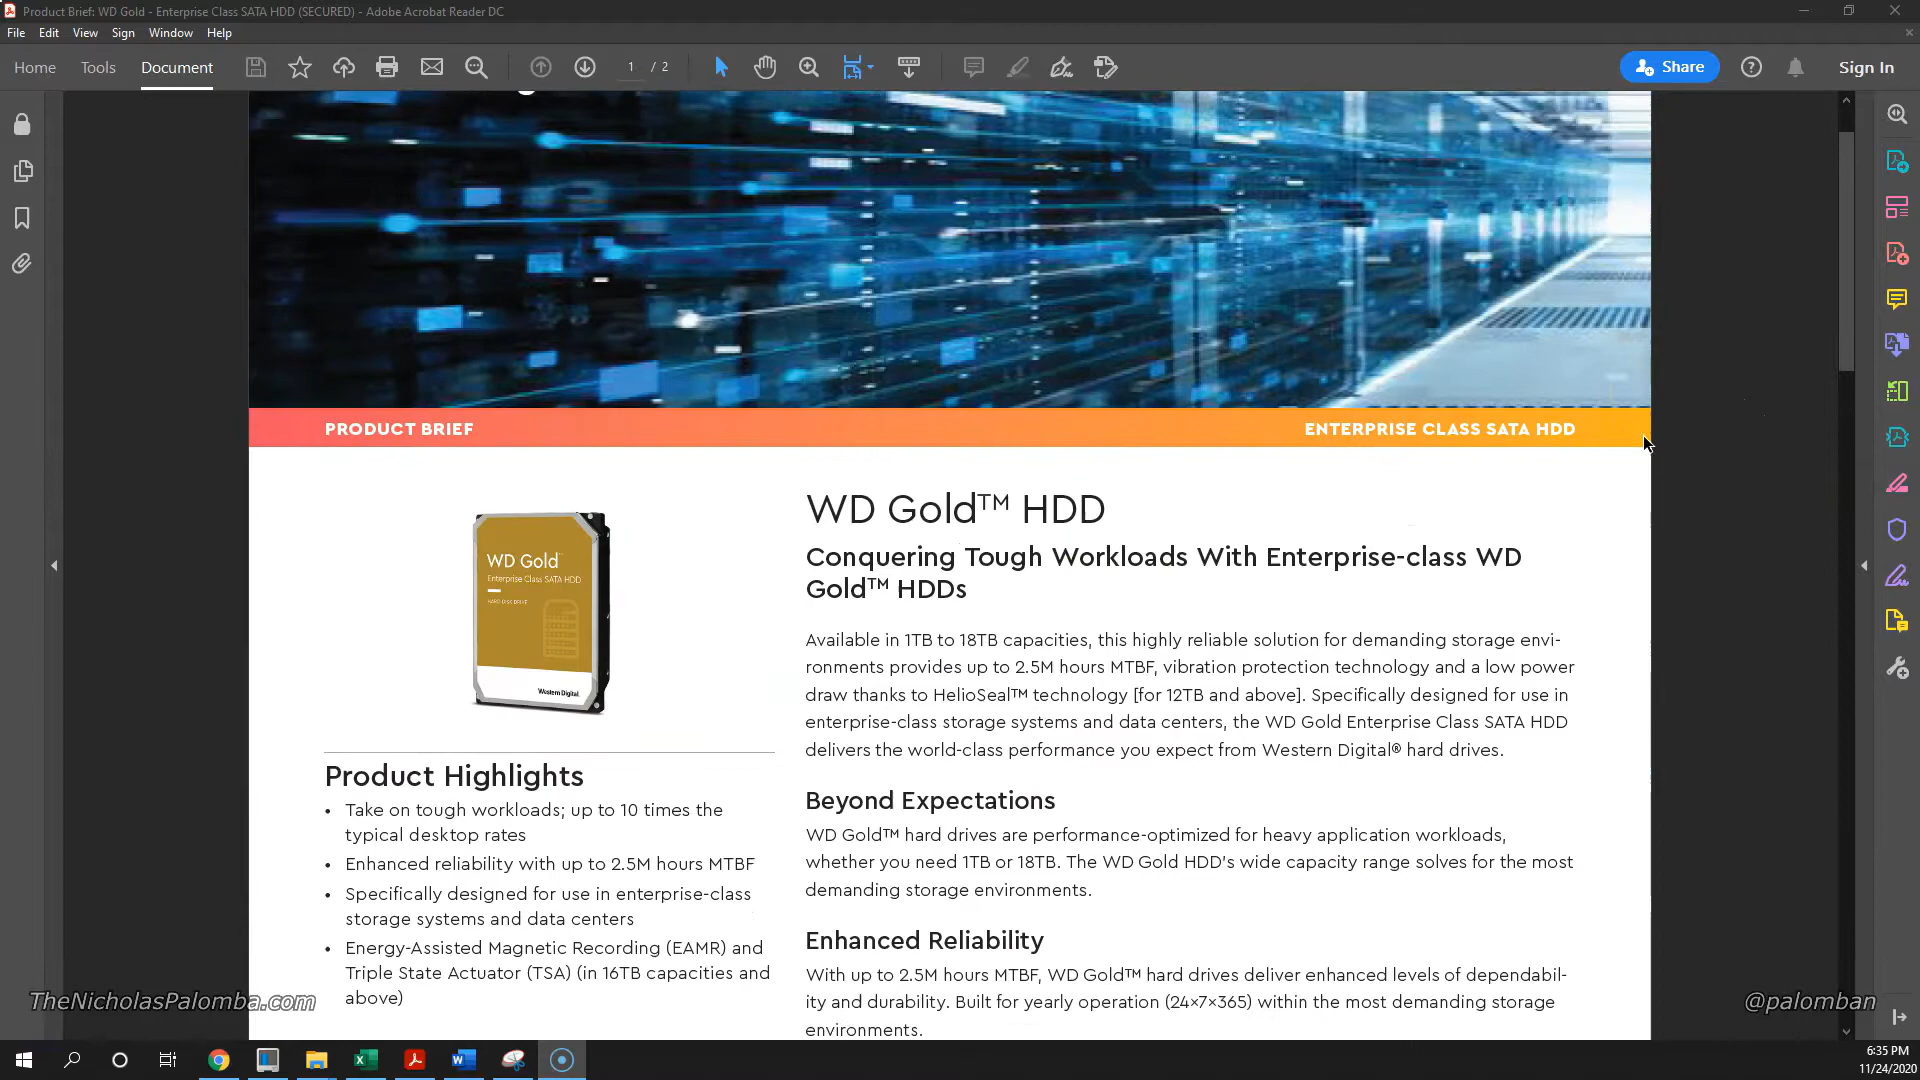 Product Brief: WD Gold - Enterprise Class SATA HDD (SECURED) - Adobe Acrobat Reader DC
File Edit View Sign Window Help
Home Tools Document 1 / 2 Share Sign In
PRODUCT BRIEF ENTERPRISE CLASS SATA HDD
WD Gold
Enterprise Class SATA HDD
HARD DISK DRIVE
Western Digital.
Product Highlights
• Take on tough workloads; up to 10 times the
typical desktop rates
• Enhanced reliability with up to 2.5M hours MTBF
• Specifically designed for use in enterprise-class
storage systems and data centers
• Energy-Assisted Magnetic Recording (EAMR) and
Triple State Actuator (TSA) (in 16TB capacities and
above)
WD Gold™ HDD
Conquering Tough Workloads With Enterprise-class WD
Gold™ HDDs
Available in 1TB to 18TB capacities, this highly reliable solution for demanding storage envi-
ronments provides up to 2.5M hours MTBF, vibration protection technology and a low power
draw thanks to HelioSeal™ technology [for 12TB and above]. Specifically designed for use in
enterprise-class storage systems and data centers, the WD Gold Enterprise Class SATA HDD
delivers the world-class performance you expect from Western Digital® hard drives.
Beyond Expectations
WD Gold™ hard drives are performance-optimized for heavy application workloads,
whether you need 1TB or 18TB. The WD Gold HDD's wide capacity range solves for the most
demanding storage environments.
Enhanced Reliability
With up to 2.5M hours MTBF, WD Gold™ hard drives deliver enhanced levels of dependabil-
ity and durability. Built for yearly operation (24×7×365) within the most demanding storage
environments.
TheNicholasPalomba.com
@palomban
6:35 PM
11/24/2020